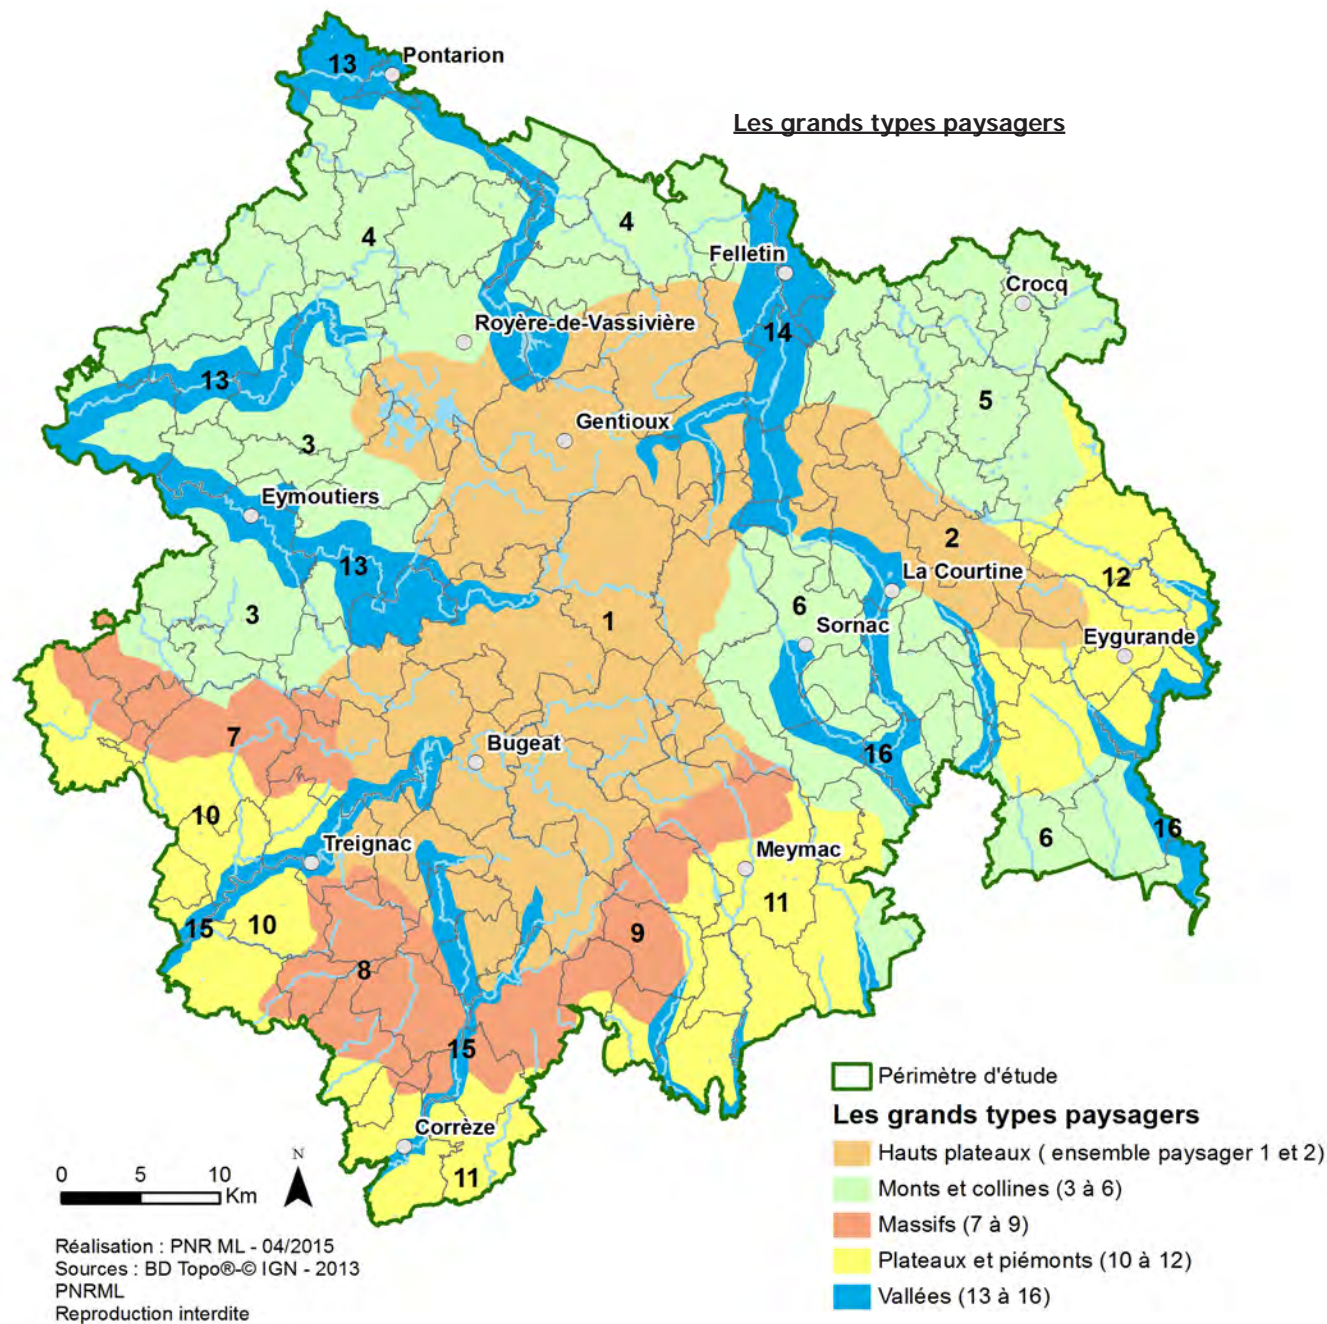 13
Pontarion
Les grands types paysagers
4
4
Felletin
Crocq
Royère-de-Vassivière
14
13
5
Gentioux
3
Eymoutiers
2
13
La Courtine
12
3
1
6
Sornac
Eygurande
7
Bugeat
16
10
Treignac
Meymac
16
6
11
15
10
9
8
15
Corrèze
11
Périmètre d'étude
Les grands types paysagers
Hauts plateaux ( ensemble paysager 1 et 2)
Monts et collines (3 à 6)
Massifs (7 à 9)
Plateaux et piémonts (10 à 12)
Vallées (13 à 16)
N
0 5 10
Km
Réalisation : PNR ML - 04/2015
Sources : BD Topo®-© IGN - 2013
PNRML
Reproduction interdite